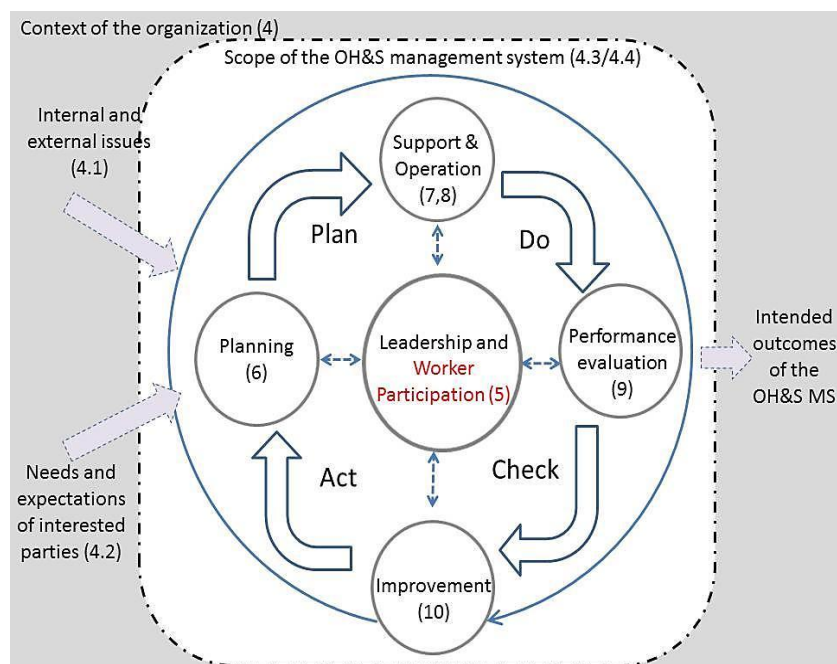 Context of the organization (4)
Scope of the OH&S management system (4.3/4.4)
Internal and
external issues
(4.1)
Support &
Operation
(7,8)
Plan
Do
Planning
(6)
Leadership and
Worker
Participation (5)
Performance
evaluation
(9)
Intended
outcomes
of the
OH&S MS
Needs and
expectations
of interested
parties (4.2)
Act
Check
Improvement
(10)